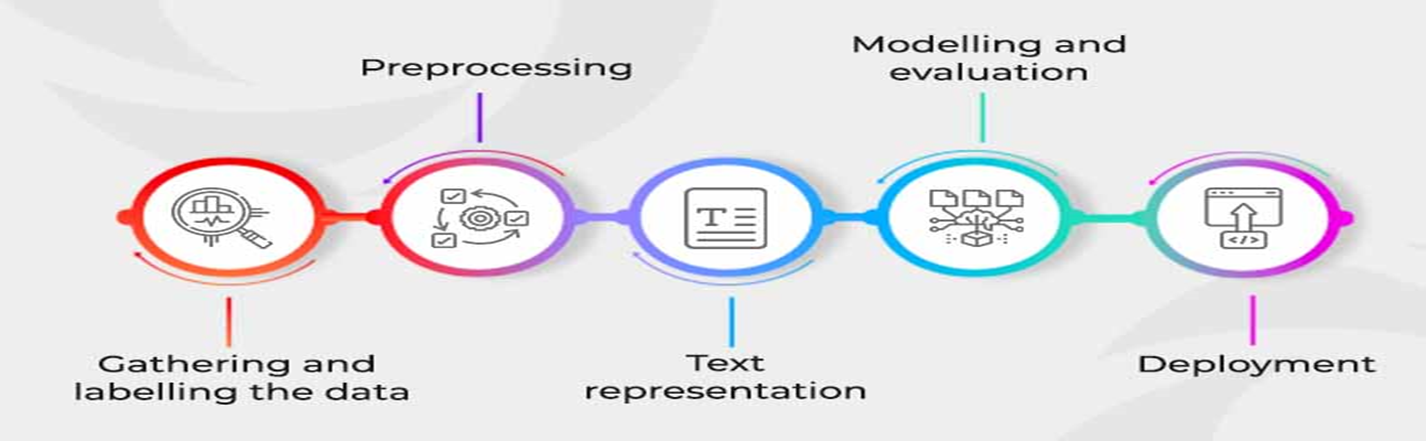 Gathering and
labelling the data
Preprocessing
T
Text
representation
Modelling and
evaluation
</>
Deployment